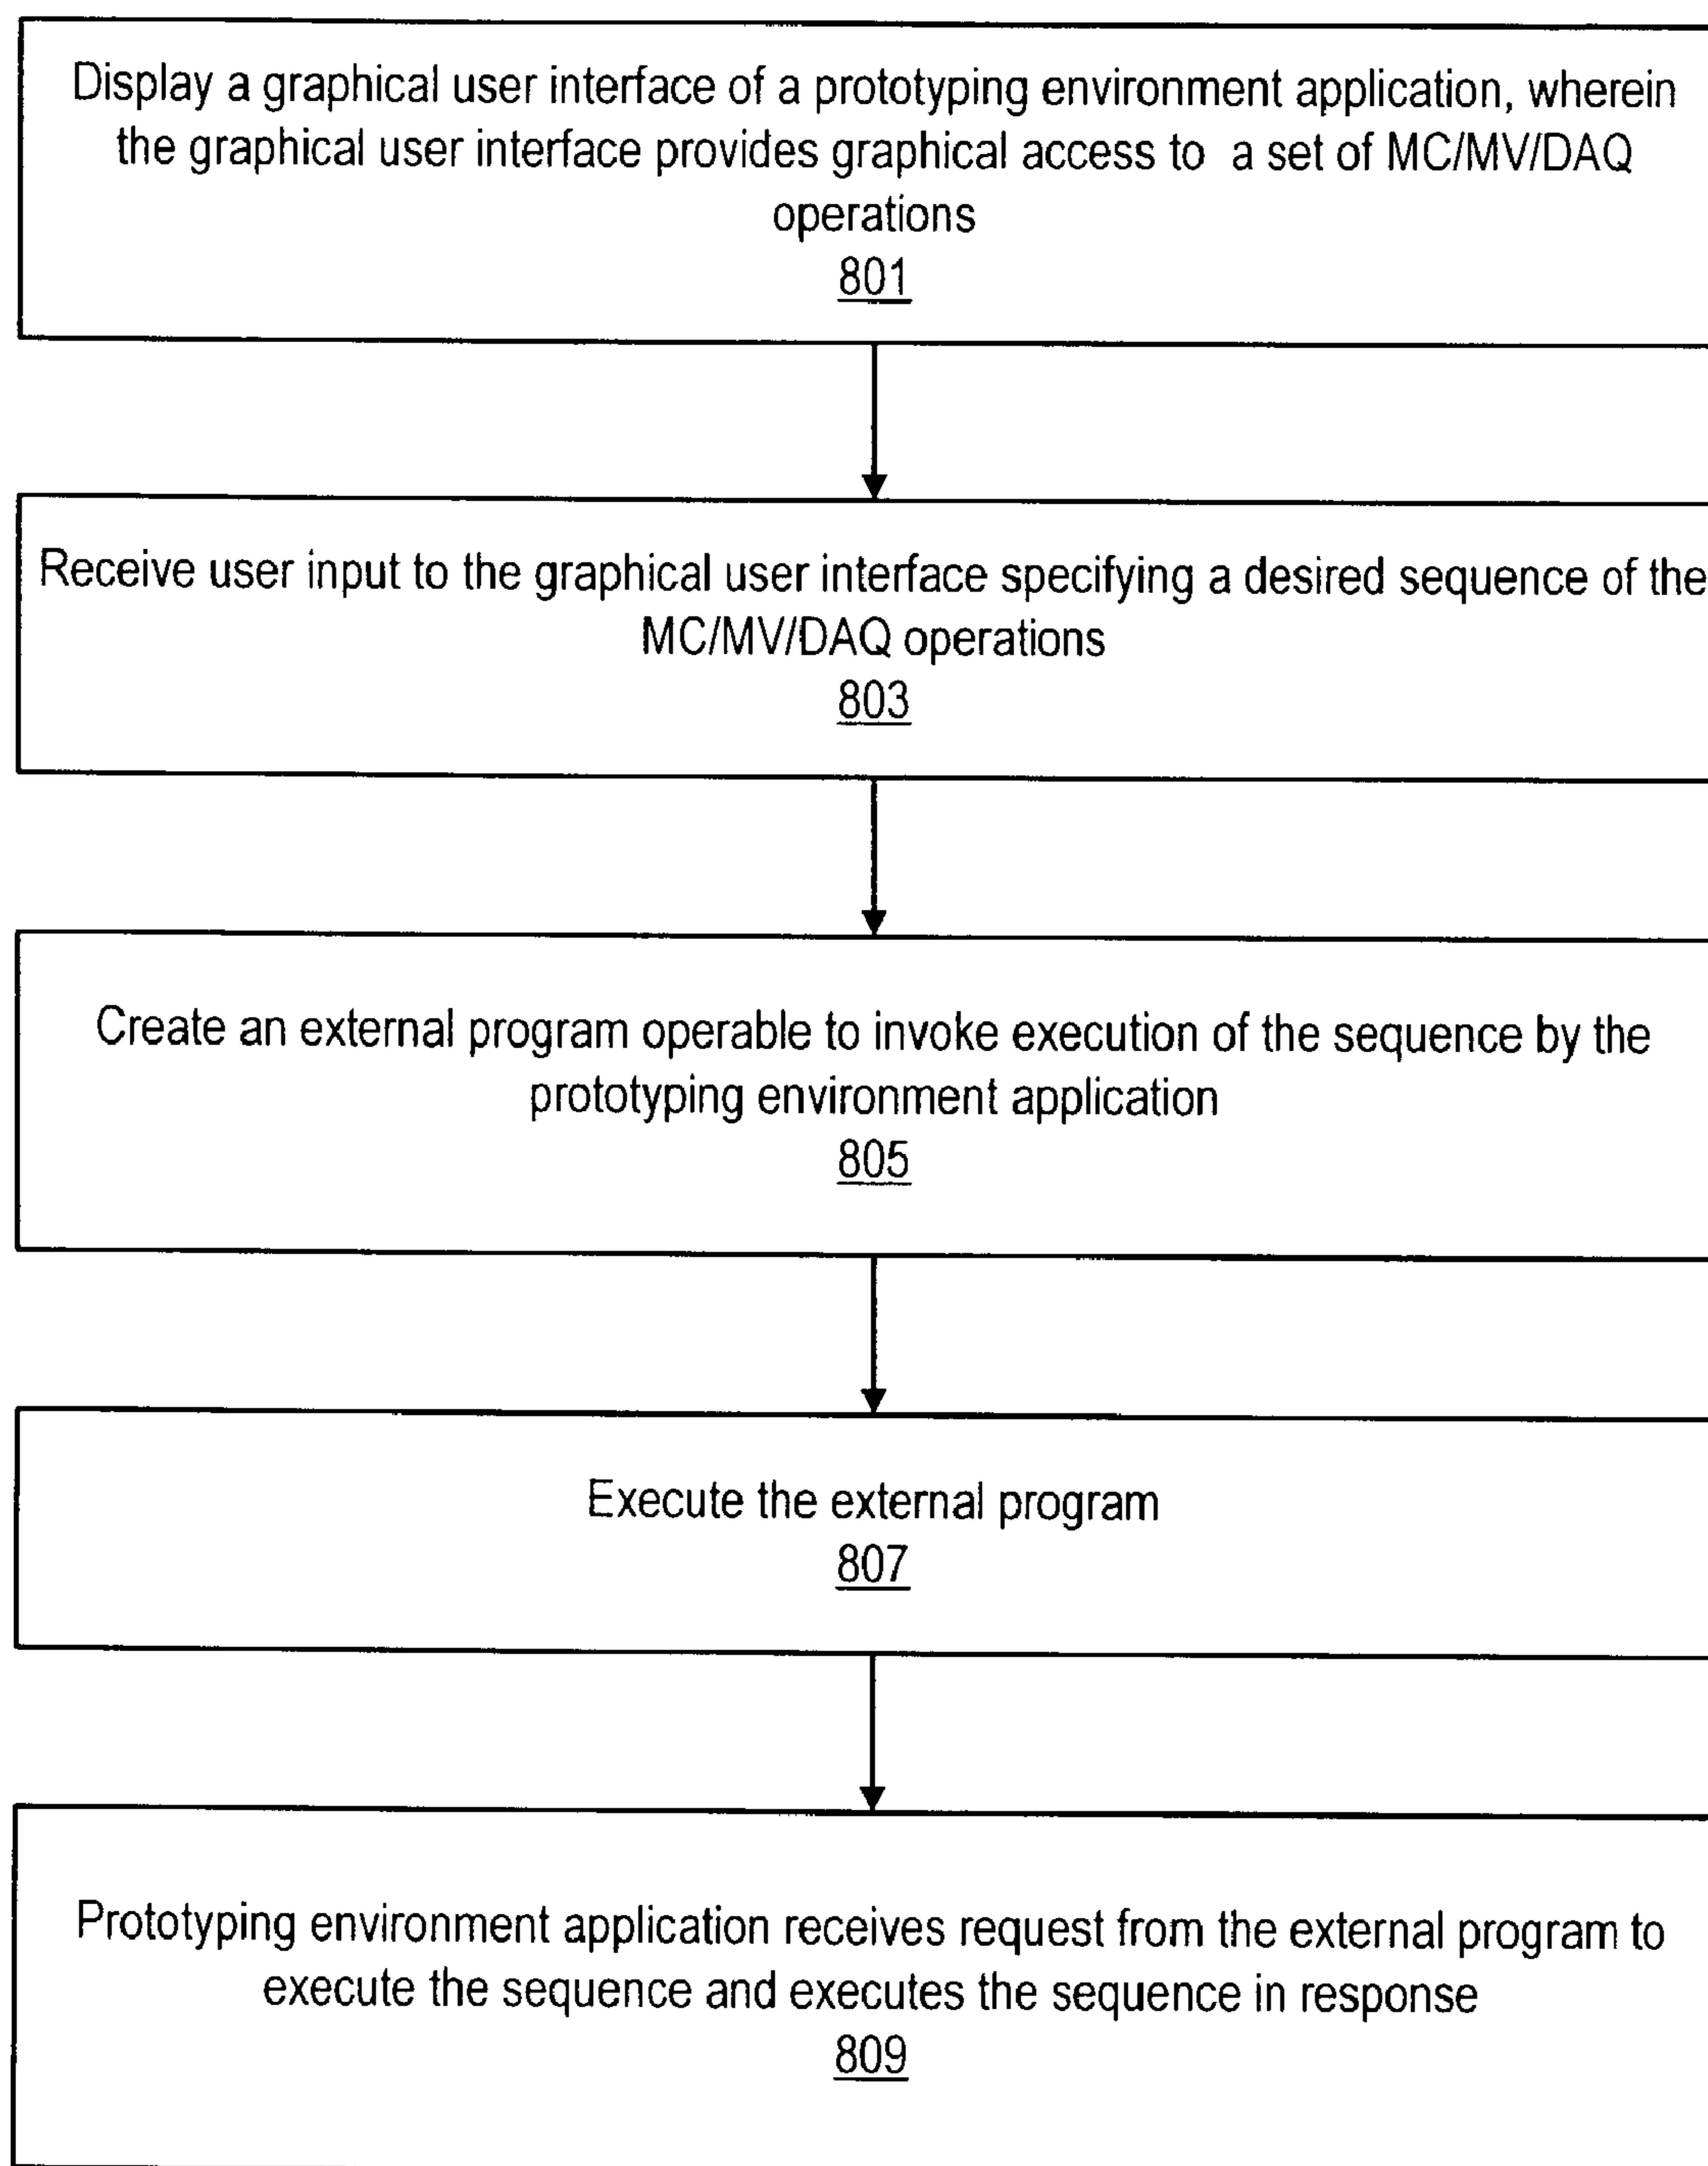 Display a graphical user interface of a prototyping environment application, wherein
the graphical user interface provides graphical access to a set of MC/MV/DAQ
operations
801
Receive user input to the graphical user interface specifying a desired sequence of the
MC/MV/DAQ operations
803
Create an external program operable to invoke execution of the sequence by the
prototyping environment application
805
Execute the external program
807
Prototyping environment application receives request from the external program to
execute the sequence and executes the sequence in response
809